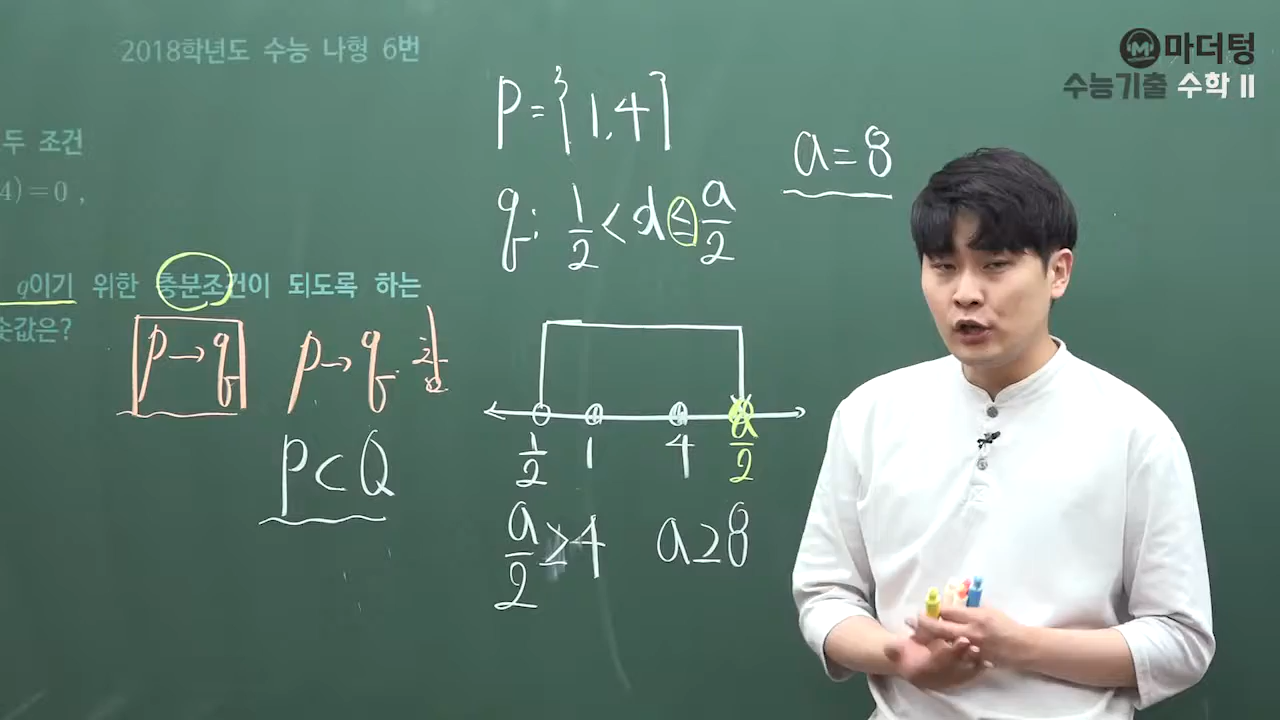 2018학년도 수능 나형 6번
마더텅
수능기출 수학 II
두 조건
4)=0 ,
q이기 위한 충분조건이 되도록 하는
솟값은?
P={1,4}
a=8
q: 1/2 < x ≤ a/2
p→q p→q
P⊂Q
1/2 1 4 a/2
a/2 ≥ 4 a≥8